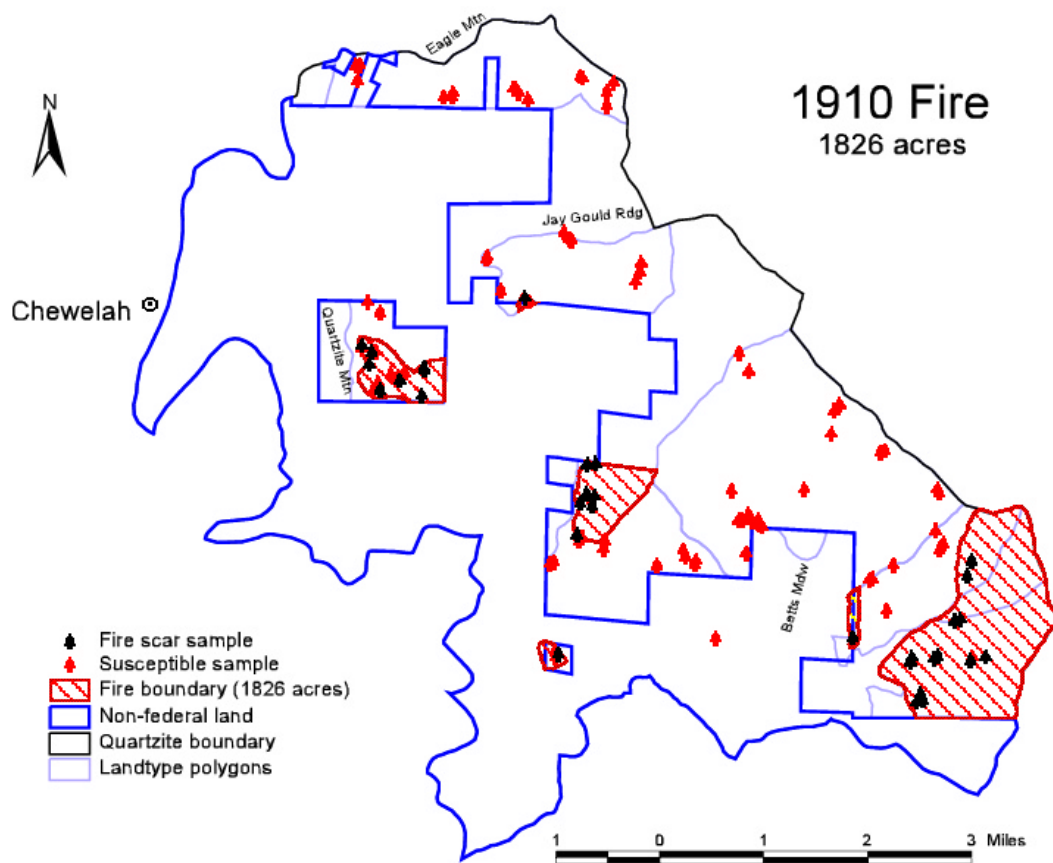 Eagle Mtn
1910 Fire
1826 acres
N
Jay Gould Rdg
Chewelah
Quartzite Mtn
Betts Mdw
Fire scar sample
Susceptible sample
Fire boundary (1826 acres)
Non-federal land
Quartzite boundary
Landtype polygons
1 0 1 2 3 Miles